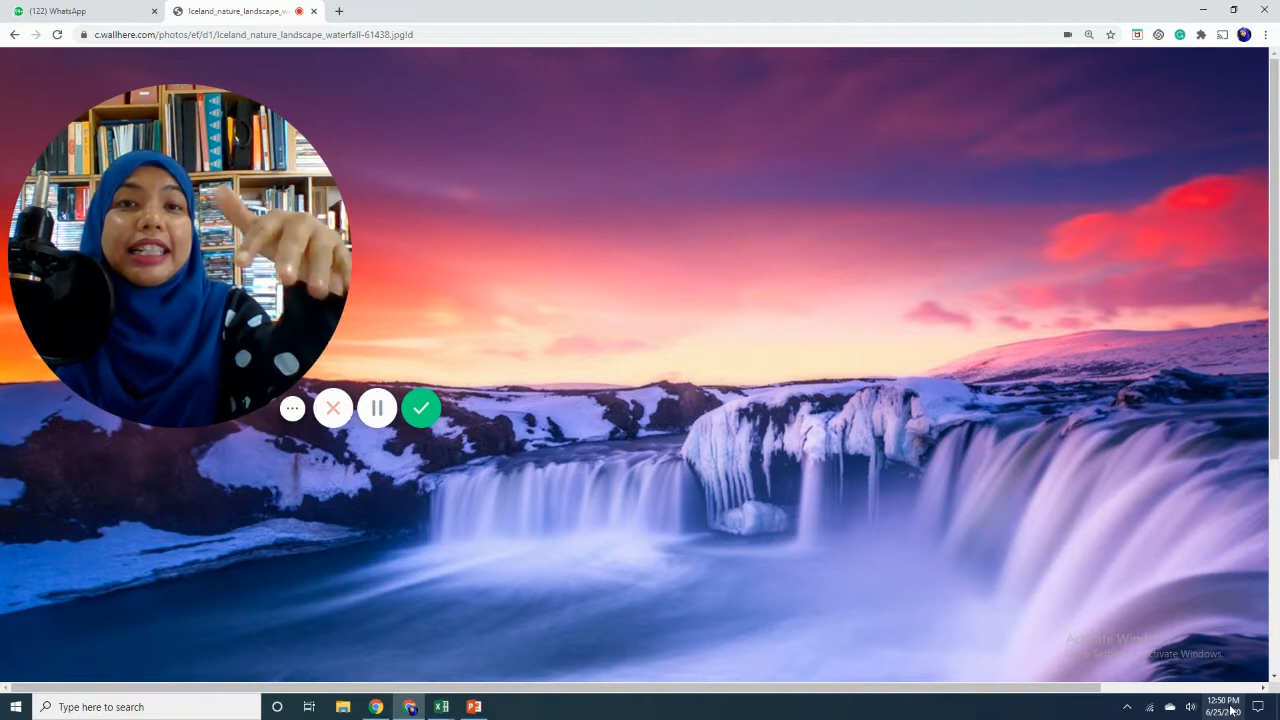 (122) WhatsApp
Iceland_nature_landscape_w
c.wallhere.com/photos/ef/d1/Iceland_nature_landscape_waterfall-61438.jpg!d
Type here to search
12:50 PM